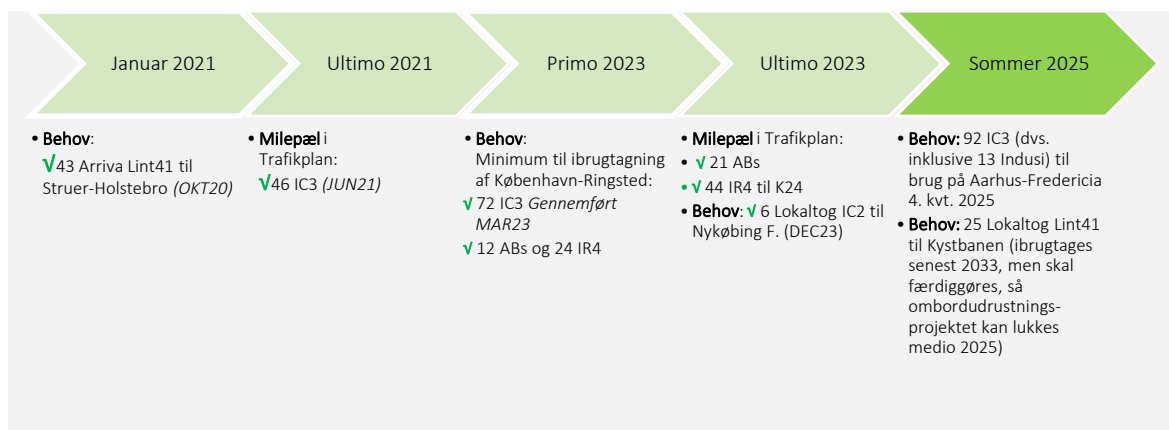 Januar 2021
Ultimo 2021
Primo 2023
Ultimo 2023
Sommer 2025
• Behov:
√43 Arriva Lint41 til
Struer-Holstebro (OKT20)
• Milepæl i
Trafikplan:
√46 IC3 (JUN21)
• Behov:
Minimum til ibrugtagning
af København-Ringsted:
√ 72 IC3 Gennemført
MAR23
√ 12 ABs og 24 IR4
• Milepæl i Trafikplan:
• √ 21 ABs
• √ 44 IR4 til K24
• Behov: √ 6 Lokaltog IC2 til
Nykøbing F. (DEC23)
• Behov: 92 IC3 (dvs.
inklusive 13 Indusi) til
brug på Aarhus-Fredericia
4. kvt. 2025
• Behov: 25 Lokaltog Lint41
til Kystbanen (ibrugtages
senest 2033, men skal
færdiggøres, så
ombordudrustnings-
projektet kan lukkes
medio 2025)